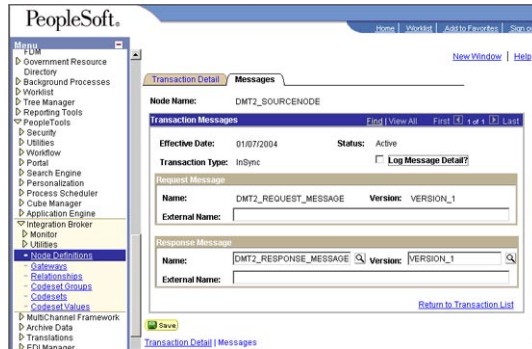 PeopleSoft®
Home | Worklist | Add to Favorites | Sign ou
Menu
FDM
Government Resource
Directory
Background Processes
Worklist
Tree Manager
Reporting Tools
PeopleTools
Security
Utilities
Workflow
Portal
Search Engine
Personalization
Process Scheduler
Cube Manager
Application Engine
Integration Broker
Monitor
Utilities
- Node Definitions
- Gateways
- Relationships
- Codeset Groups
- Codesets
- Codeset Values
MultiChannel Framework
Archive Data
Translations
EDI Manager
New Window | Help
Transaction Detail Messages
Node Name: DMT2_SOURCENODE
Transaction Messages Find | View All First 1 of 1 Last
Effective Date: 01/07/2004 Status: Active
Transaction Type: InSync Log Message Detail?
Request Message
Name: DMT2_REQUEST_MESSAGE Version: VERSION_1
External Name:
Response Message
Name: DMT2_RESPONSE_MESSAGE Version: VERSION_1
External Name:
Return to Transaction List
Save
Transaction Detail | Messages